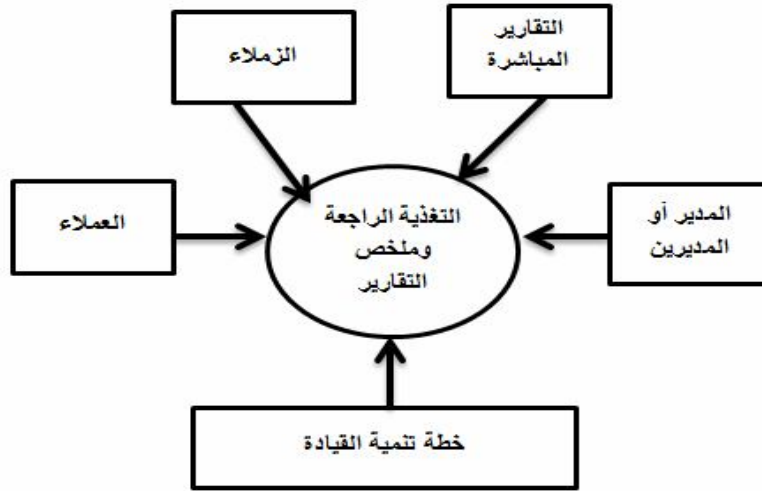 التقارير
المباشرة
الزملاء
المدير أو
المديرين
العملاء
التغذية الراجعة
وملخص
التقارير
خطة تنمية القيادة